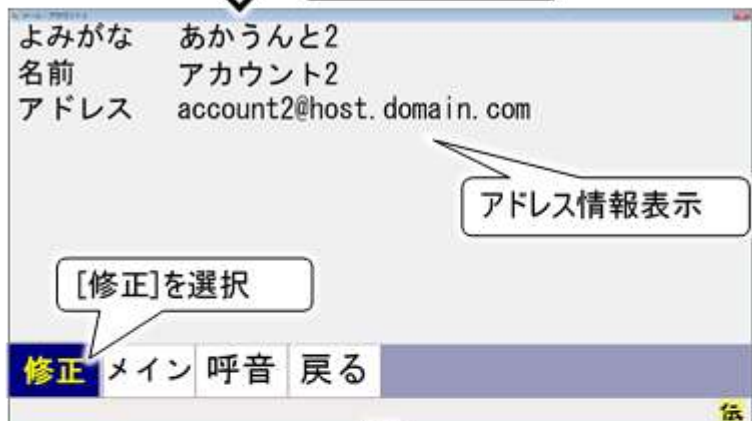 よみがな あかうんと2
名前 アカウント2
アドレス account2@host.domain.com
アドレス情報表示
[修正]を選択
修正 メイン 呼音 戻る
伝